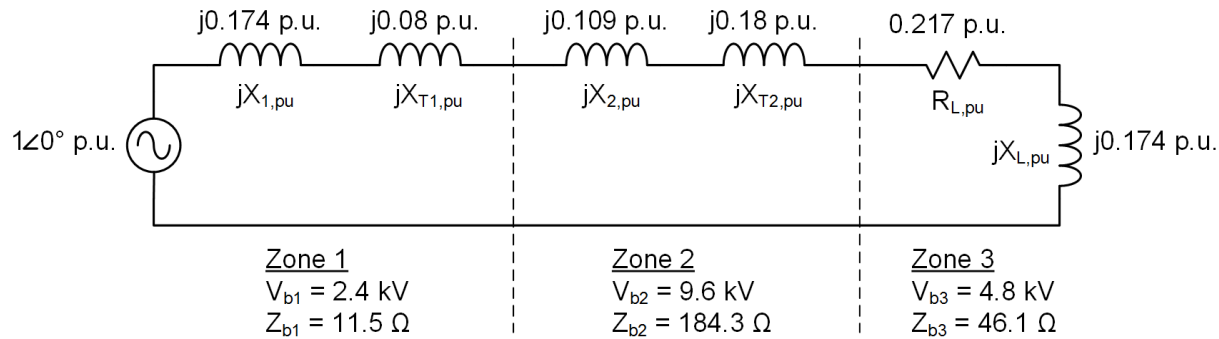 j0.174 p.u.
j0.08 p.u.
j0.109 p.u.
j0.18 p.u.
0.217 p.u.
jX1,pu
jXT1,pu
jX2,pu
jXT2,pu
RL,pu
1∠0° p.u.
jXL,pu
j0.174 p.u.
Zone 1
Vb1 = 2.4 kV
Zb1 = 11.5 Ω
Zone 2
Vb2 = 9.6 kV
Zb2 = 184.3 Ω
Zone 3
Vb3 = 4.8 kV
Zb3 = 46.1 Ω